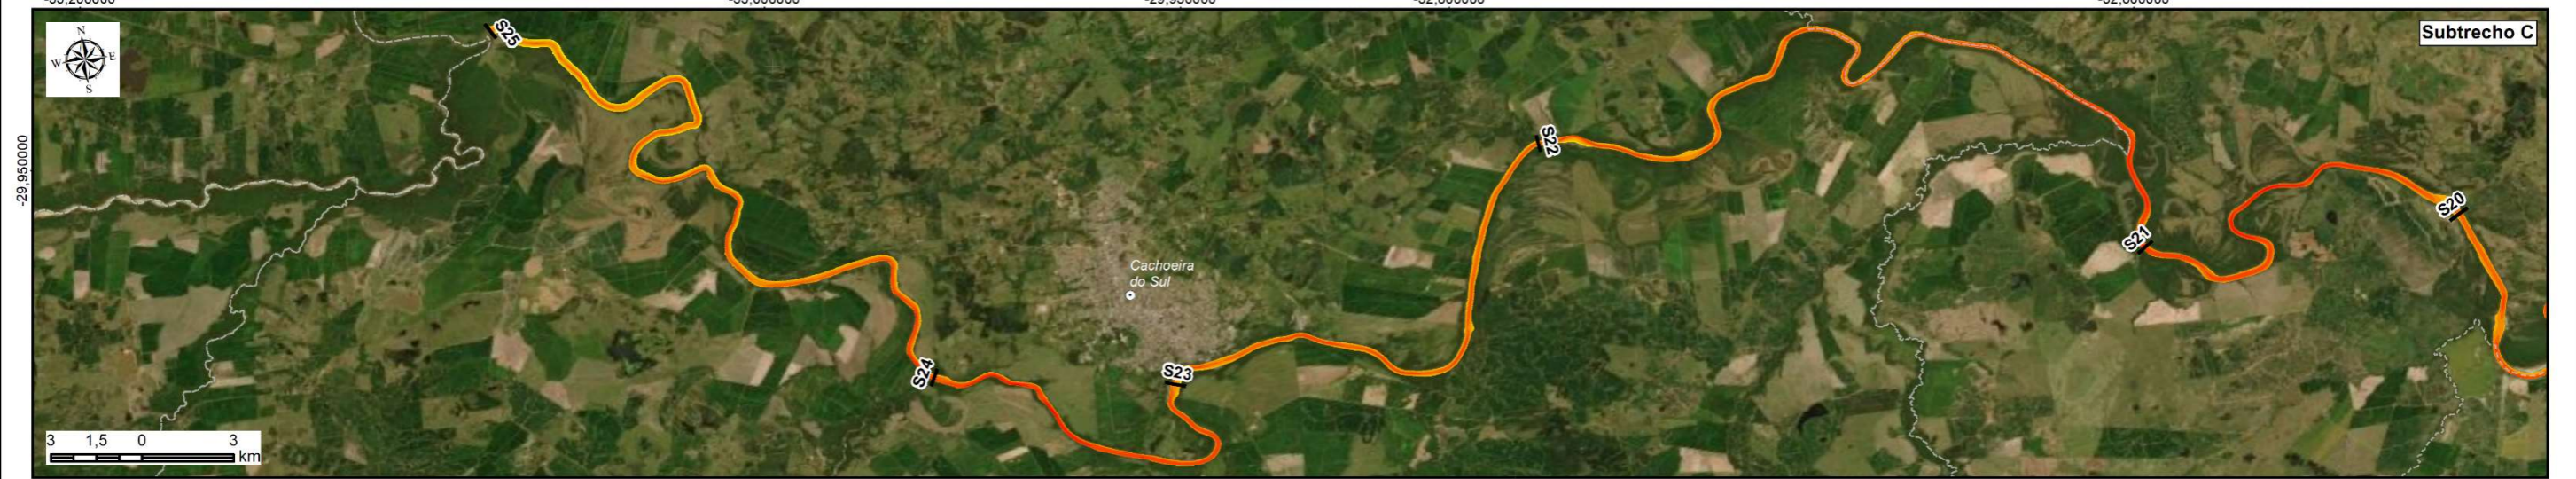 Subtrecho C
N
W E
S
S25
S22
S20
S21
-29,950000
Cachoeira
do Sul
S24
S23
3 1,5 0 3
km